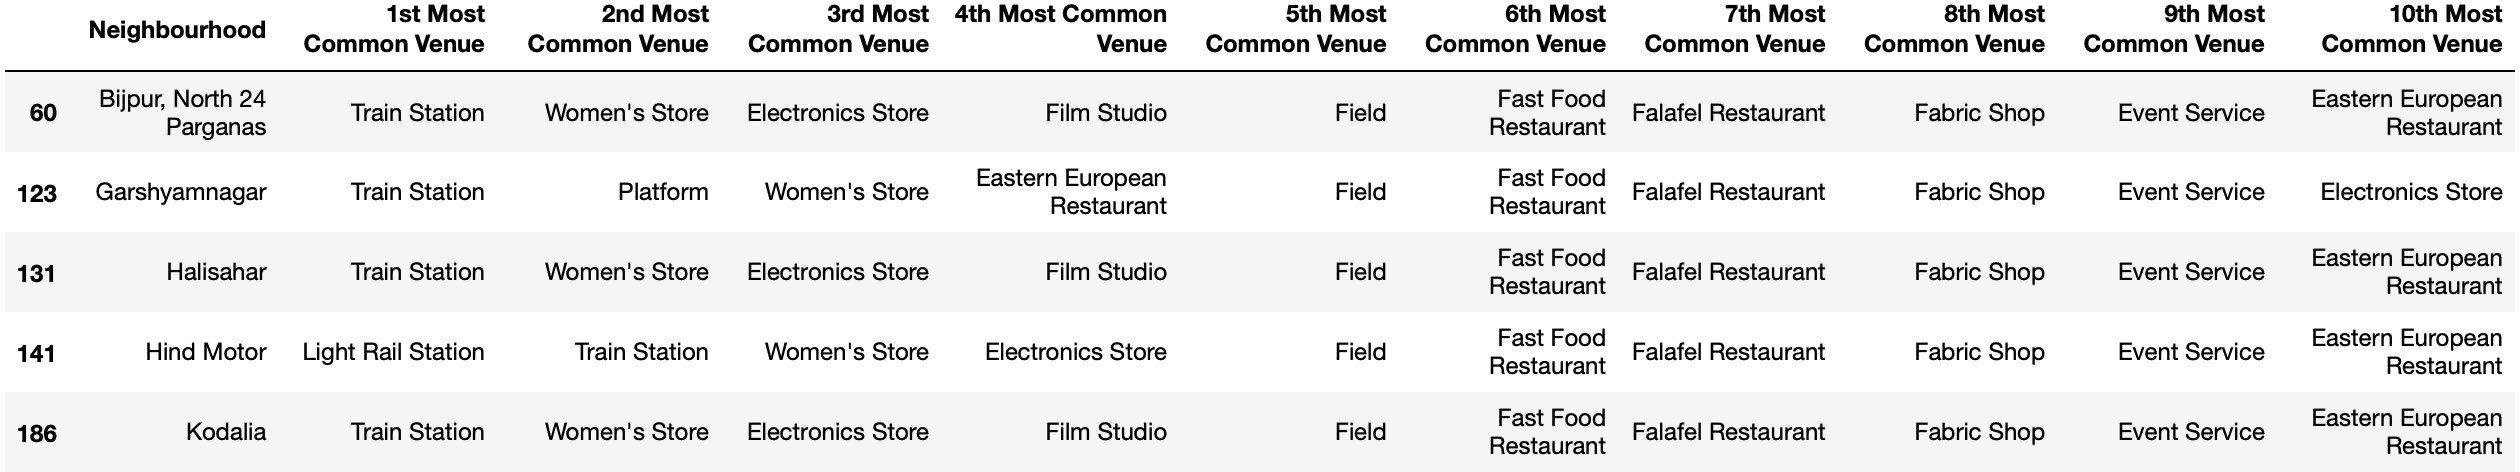 Neighbourhood 1st Most Common Venue 2nd Most Common Venue 3rd Most Common Venue 4th Most Common Venue 5th Most Common Venue 6th Most Common Venue 7th Most Common Venue 8th Most Common Venue 9th Most Common Venue 10th Most Common Venue
60 Bijpur, North 24 Parganas Train Station Women's Store Electronics Store Film Studio Field Fast Food Restaurant Falafel Restaurant Fabric Shop Event Service Eastern European Restaurant
123 Garshyamnagar Train Station Platform Women's Store Eastern European Restaurant Field Fast Food Restaurant Falafel Restaurant Fabric Shop Event Service Electronics Store
131 Halisahar Train Station Women's Store Electronics Store Film Studio Field Fast Food Restaurant Falafel Restaurant Fabric Shop Event Service Eastern European Restaurant
141 Hind Motor Light Rail Station Train Station Women's Store Electronics Store Field Fast Food Restaurant Falafel Restaurant Fabric Shop Event Service Eastern European Restaurant
186 Kodalia Train Station Women's Store Electronics Store Film Studio Field Fast Food Restaurant Falafel Restaurant Fabric Shop Event Service Eastern European Restaurant